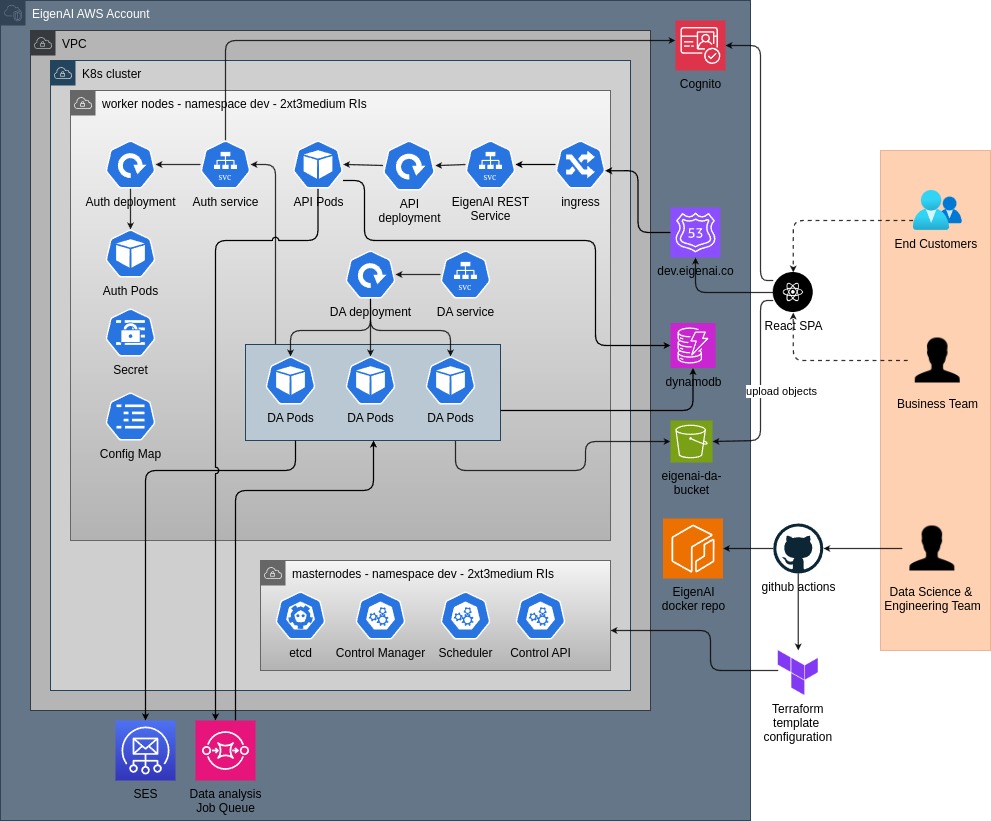 EigenAI AWS Account
VPC
K8s cluster
worker nodes - namespace dev - 2xt3medium RIs
Cognito
Auth deployment
svc
Auth service
API Pods
API
deployment
svc
EigenAI REST
Service
ingress
53
dev.eigenai.co
End Customers
Auth Pods
DA deployment
svc
DA service
React SPA
Secret
dynamodb
upload objects
Business Team
DA Pods
DA Pods
DA Pods
Config Map
eigenai-da-
bucket
masternodes - namespace dev - 2xt3medium RIs
etcd
Control Manager
Scheduler
Control API
EigenAI
docker repo
github actions
Data Science &
Engineering Team
Terraform
template
configuration
SES
Data analysis
Job Queue